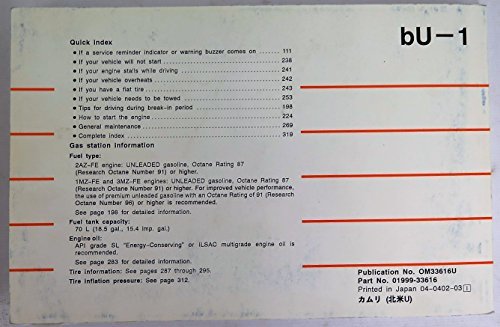 bU-1
Quick index
• If a service reminder indicator or warning buzzer comes on ....... 111
• If your vehicle will not start ....... 238
• If your engine stalls while driving ....... 241
• If your vehicle overheats ....... 242
• If you have a flat tire ....... 243
• If your vehicle needs to be towed ....... 253
• Tips for driving during break-in period ....... 198
• How to start the engine ....... 224
• General maintenance ....... 269
• Complete index ....... 319
Gas station information
Fuel type:
2AZ-FE engine: UNLEADED gasoline, Octane Rating 87
(Research Octane Number 91) or higher.
1MZ-FE and 3MZ-FE engines: UNLEADED gasoline, Octane Rating 87
(Research Octane Number 91) or higher. For improved vehicle performance,
the use of premium unleaded gasoline with an Octane Rating of 91 (Research
Octane Number 96) or higher is recommended.
See page 198 for detailed information.
Fuel tank capacity:
70 L (18.5 gal., 15.4 Imp. gal.)
Engine oil:
API grade SL "Energy-Conserving" or ILSAC multigrade engine oil is
recommended.
See page 283 for detailed information.
Tire information: See pages 287 through 295.
Tire inflation pressure: See page 312.
Publication No. OM33616U
Part No. 01999-33616
Printed in Japan 04-0402-03 1
カムリ (北米U)